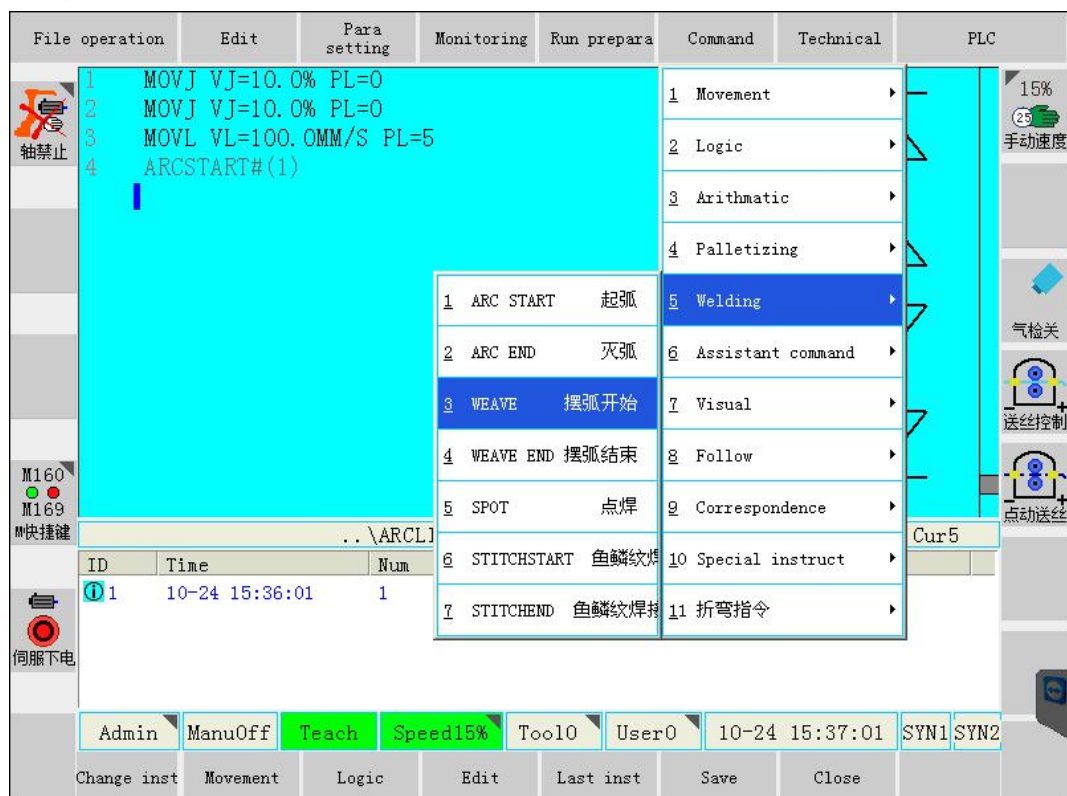 File operation
Edit
Para setting
Monitoring
Run prepara
Command
Technical
PLC
轴禁止
M160
M169
M快捷键
伺服下电
1 MOVJ VJ=10.0% PL=0
2 MOVJ VJ=10.0% PL=0
3 MOVL VL=100.0MM/S PL=5
4 ARCSTART#(1)
1 Movement
2 Logic
3 Arithmatic
4 Palletizing
5 Welding
6 Assistant command
7 Visual
8 Follow
9 Correspondence
10 Special instruct
11 折弯指令
1 ARC START 起弧
2 ARC END 灭弧
3 WEAVE 摆弧开始
4 WEAVE END 摆弧结束
5 SPOT 点焊
6 STITCHSTART 鱼鳞纹焊
7 STITCHEND 鱼鳞纹焊接
15%
25
手动速度
气检关
送丝控制
点动送丝
..\ARCL
Cur5
ID Time Num
1 10-24 15:36:01 1
Admin ManuOff Teach Speed15% Tool0 User0 10-24 15:37:01 SYN1 SYN2
Change inst Movement Logic Edit Last inst Save Close